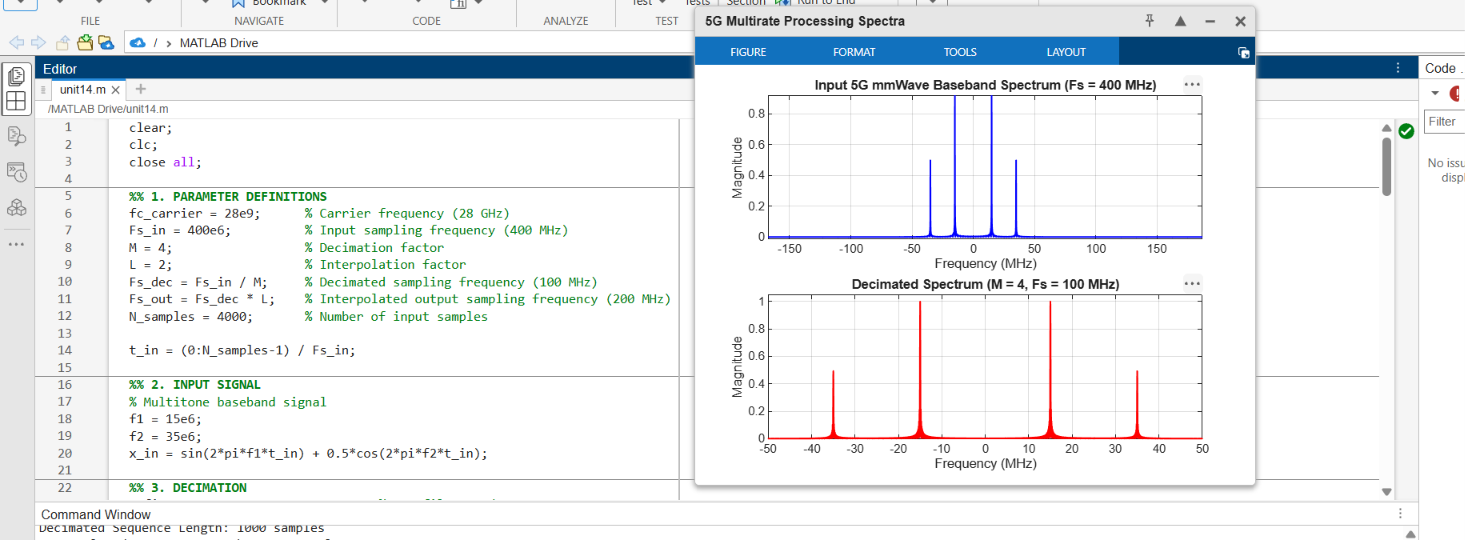 Bookmark
Test
Tests
Section
Run to End
FILE
NAVIGATE
CODE
ANALYZE
TEST
/ › MATLAB Drive
Editor
unit14.m × +
/MATLAB Drive/unit14.m
1 clear;
2 clc;
3 close all;
4
5 %% 1. PARAMETER DEFINITIONS
6 fc_carrier = 28e9; % Carrier frequency (28 GHz)
7 Fs_in = 400e6; % Input sampling frequency (400 MHz)
8 M = 4; % Decimation factor
9 L = 2; % Interpolation factor
10 Fs_dec = Fs_in / M; % Decimated sampling frequency (100 MHz)
11 Fs_out = Fs_dec * L; % Interpolated output sampling frequency (200 MHz)
12 N_samples = 4000; % Number of input samples
13
14 t_in = (0:N_samples-1) / Fs_in;
15
16 %% 2. INPUT SIGNAL
17 % Multitone baseband signal
18 f1 = 15e6;
19 f2 = 35e6;
20 x_in = sin(2*pi*f1*t_in) + 0.5*cos(2*pi*f2*t_in);
21
22 %% 3. DECIMATION
Command Window
Decimated Sequence Length: 1000 samples
5G Multirate Processing Spectra
FIGURE FORMAT TOOLS LAYOUT
Input 5G mmWave Baseband Spectrum (Fs = 400 MHz)
Magnitude
0.8
0.6
0.4
0.2
0
-150 -100 -50 0 50 100 150
Frequency (MHz)
Decimated Spectrum (M = 4, Fs = 100 MHz)
Magnitude
1
0.8
0.6
0.4
0.2
0
-50 -40 -30 -20 -10 0 10 20 30 40 50
Frequency (MHz)
Code
Filter
No issu
displ